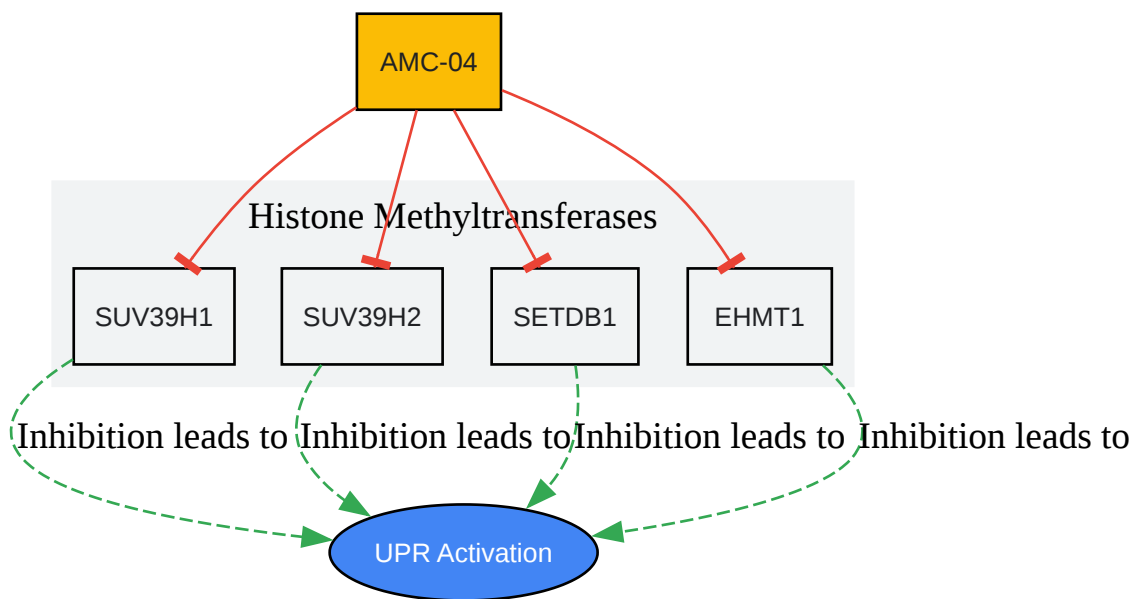 AMC-04
Histone Methyltransferases
SUV39H1
SUV39H2
SETDB1
EHMT1
Inhibition leads to
Inhibition leads to
Inhibition leads to
Inhibition leads to
UPR Activation